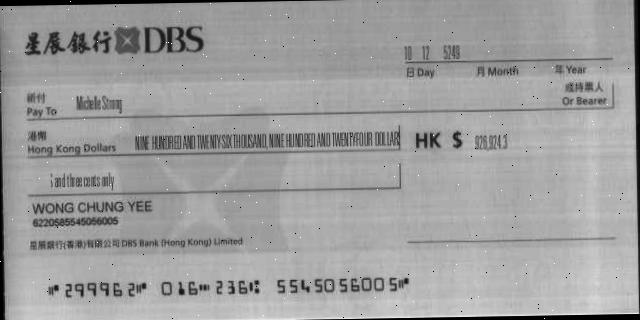 星展銀行 DBS
10 12 5249
日 Day 月 Month 年 Year
祈付
Pay To Michelle Strong
或持票人
Or Bearer
港幣
Hong Kong Dollars NINE HUNDRED AND TWENTY-SIX THOUSAND, NINE HUNDRED AND TWENTY-FOUR DOLLAR
HK $ 926,924.3
s and three cents only
WONG CHUNG YEE
6220585545056005
星展銀行(香港)有限公司 DBS Bank (Hong Kong) Limited
⑈299962⑈ 016⑉236⑆ 5545056005⑈